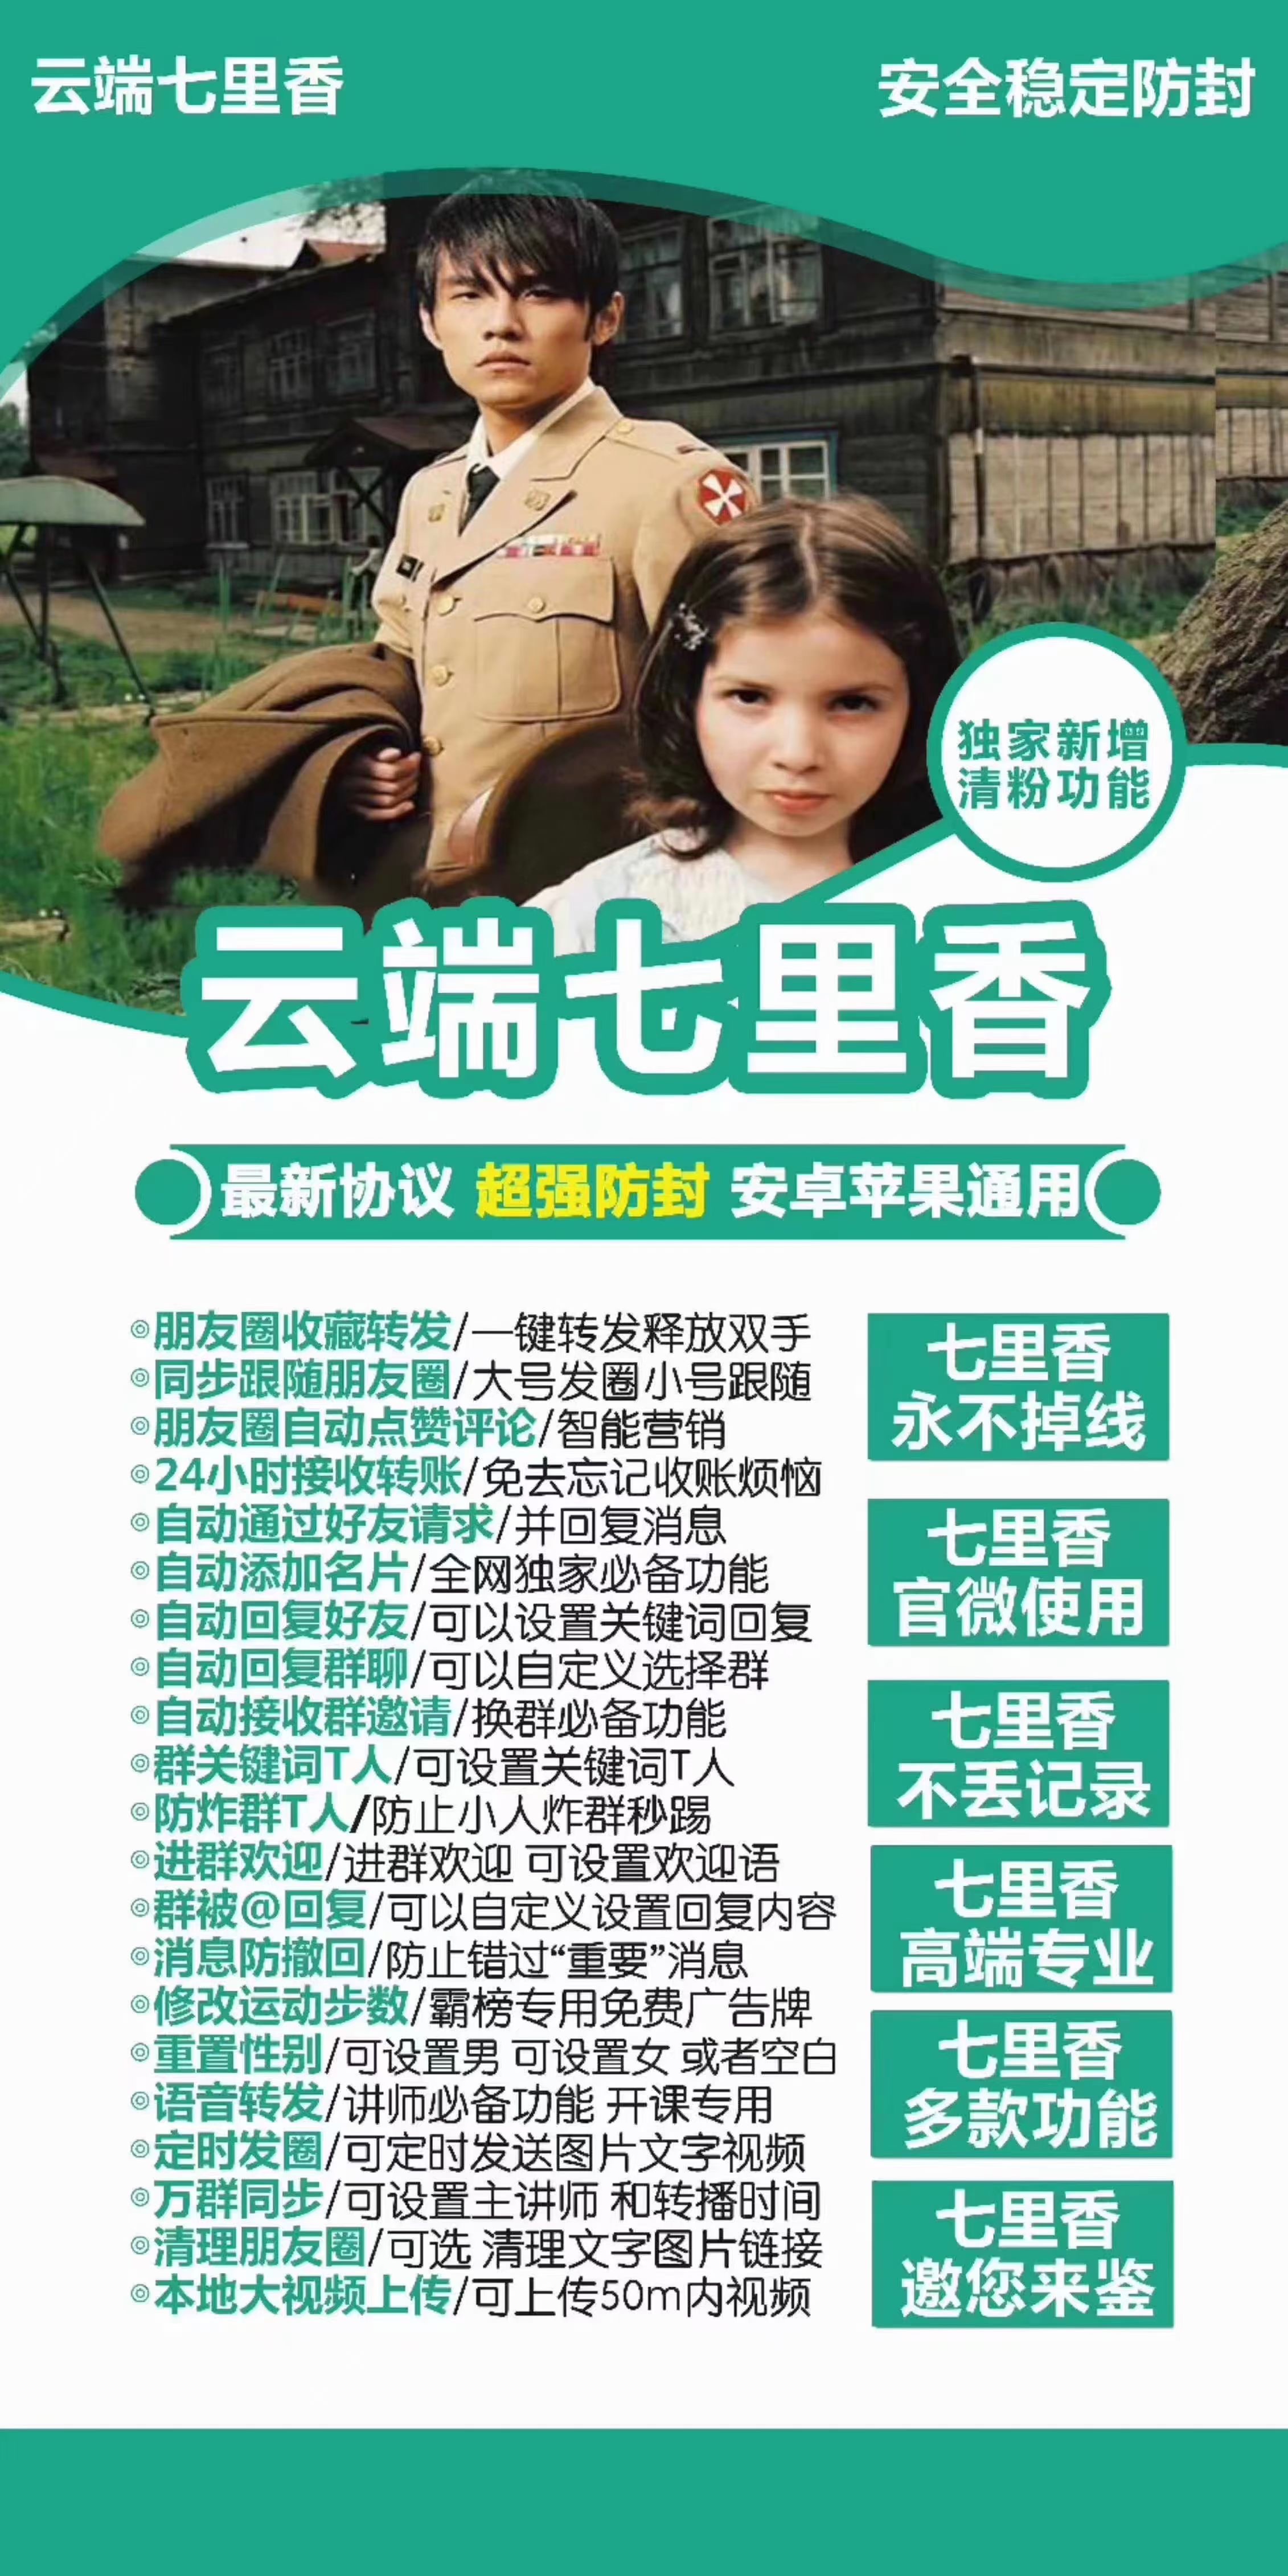 云端七里香
安全稳定防封
独家新增
清粉功能
云端七里香
最新协议 超强防封 安卓苹果通用
◎朋友圈收藏转发/一键转发释放双手
◎同步跟随朋友圈/大号发圈小号跟随
◎朋友圈自动点赞评论/智能营销
◎24小时接收转账/免去忘记收账烦恼
◎自动通过好友请求/并回复消息
◎自动添加名片/全网独家必备功能
◎自动回复好友/可以设置关键词回复
◎自动回复群聊/可以自定义选择群
◎自动接收群邀请/换群必备功能
◎群关键词T人/可设置关键词T人
◎防炸群T人/防止小人炸群秒踢
◎进群欢迎/进群欢迎 可设置欢迎语
◎群被@回复/可以自定义设置回复内容
◎消息防撤回/防止错过“重要”消息
◎修改运动步数/霸榜专用免费广告牌
◎重置性别/可设置男 可设置女 或者空白
◎语音转发/讲师必备功能 开课专用
◎定时发圈/可定时发送图片文字视频
◎万群同步/可设置主讲师 和转播时间
◎清理朋友圈/可选 清理文字图片链接
◎本地大视频上传/可上传50m内视频
七里香
永不掉线
七里香
官微使用
七里香
不丢记录
七里香
高端专业
七里香
多款功能
七里香
邀您来鉴